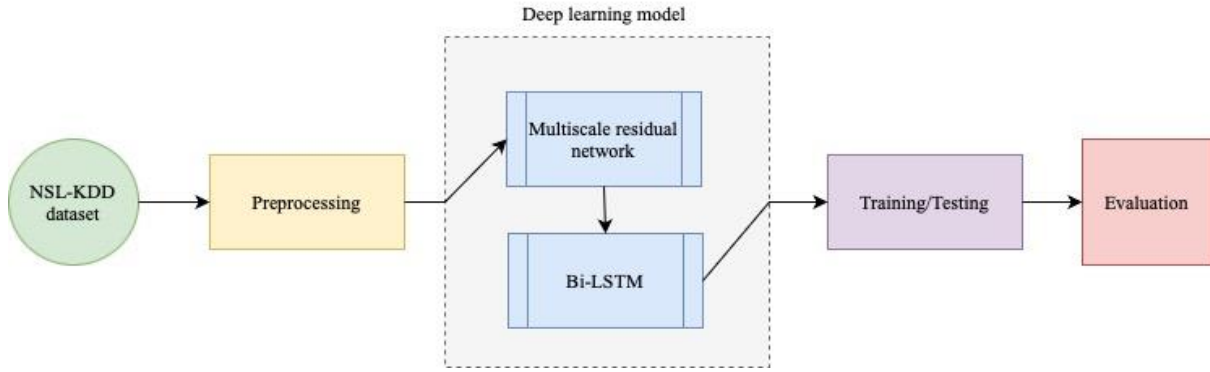 Deep learning model
NSL-KDD
dataset
Preprocessing
Multiscale residual
network
Bi-LSTM
Training/Testing
Evaluation